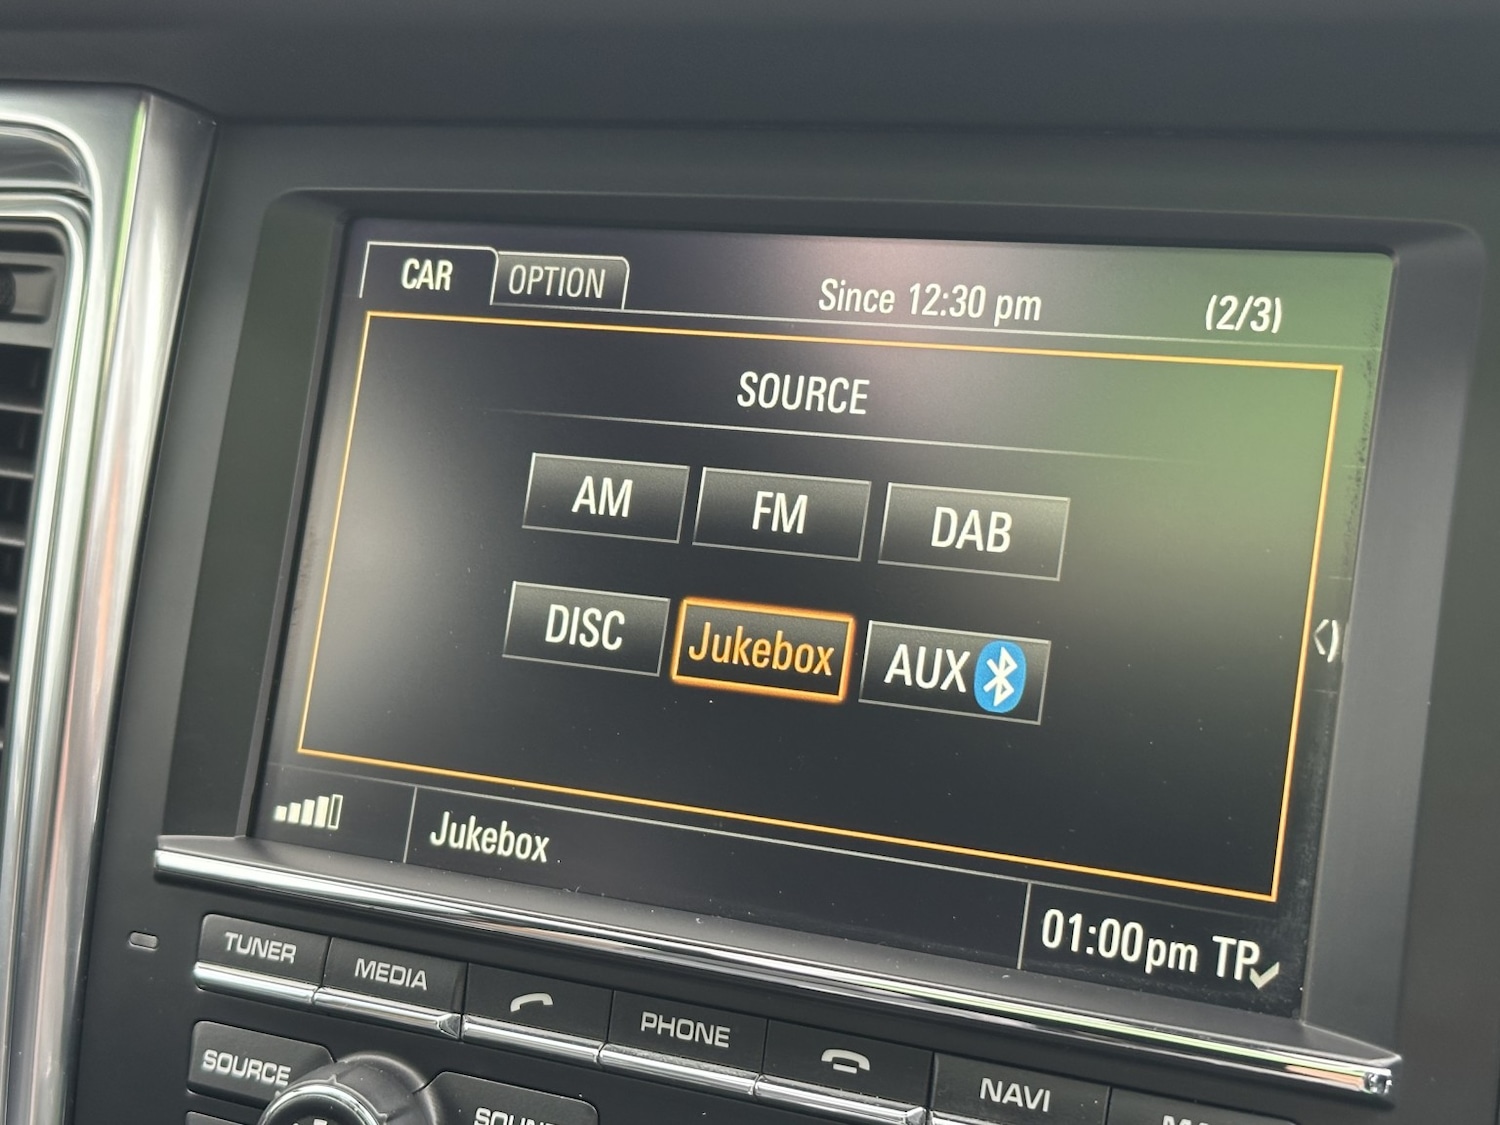 CAR OPTION Since 12:30 pm (2/3)
SOURCE
AM FM DAB
DISC Jukebox AUX
Jukebox
01:00pm TP
TUNER MEDIA PHONE NAVI
SOURCE